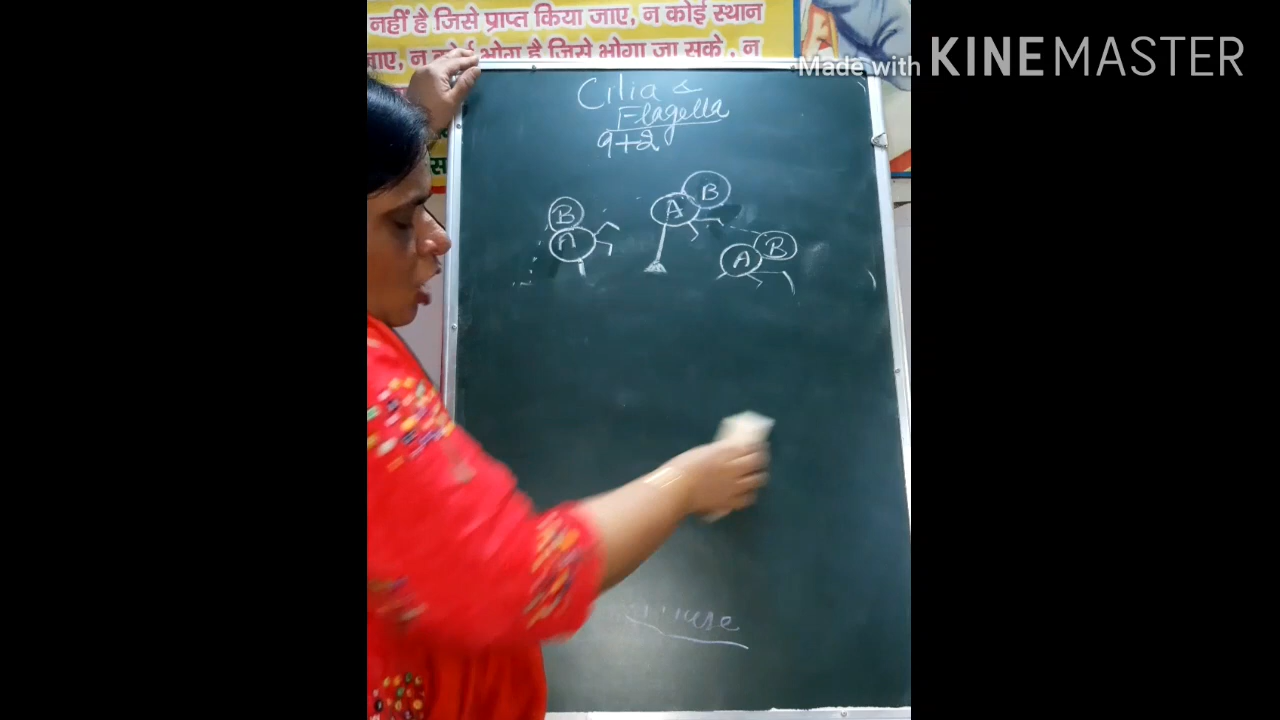 नहीं है जिसे प्राप्त किया जाए, न कोई स्थान
जाए, न कोई भोग है जिसे भोगा जा सके , न
Made with KINEMASTER
Cilia &
Flagella
9+2
B
A
A
B
A
B